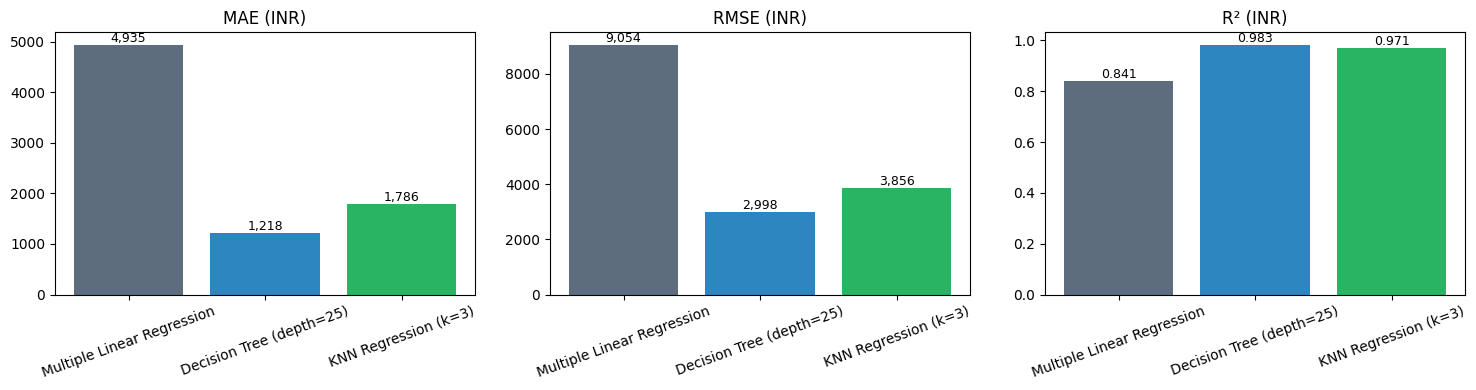 MAE (INR)
5000
4000
3000
2000
1000
0
4,935
1,218
1,786
Multiple Linear Regression
Decision Tree (depth=25)
KNN Regression (k=3)
RMSE (INR)
8000
6000
4000
2000
0
9,054
2,998
3,856
Multiple Linear Regression
Decision Tree (depth=25)
KNN Regression (k=3)
R² (INR)
1.0
0.8
0.6
0.4
0.2
0.0
0.841
0.983
0.971
Multiple Linear Regression
Decision Tree (depth=25)
KNN Regression (k=3)